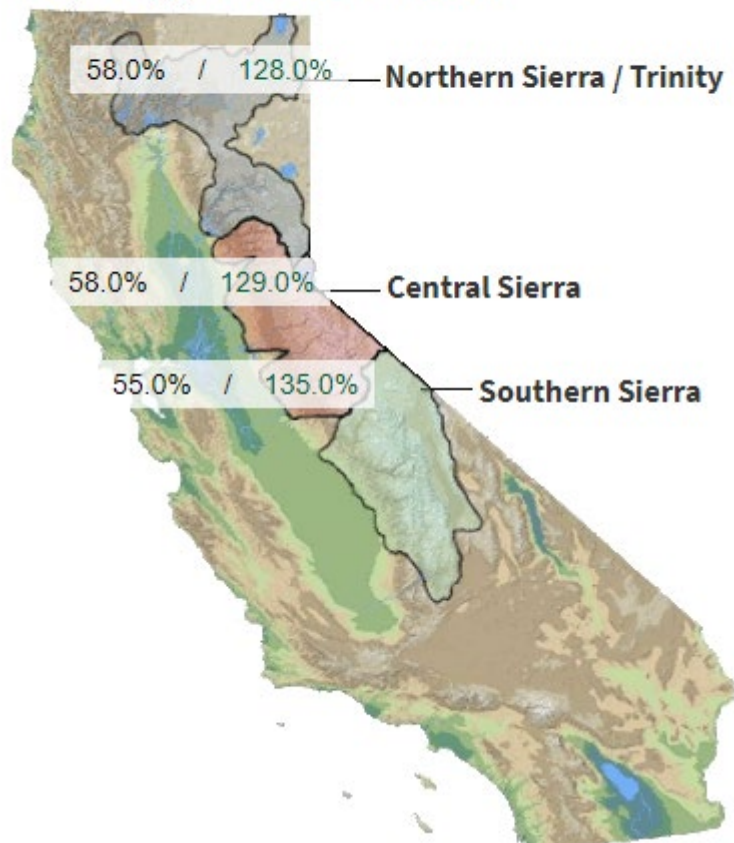 58.0% / 128.0% Northern Sierra / Trinity
58.0% / 129.0% Central Sierra
55.0% / 135.0% Southern Sierra